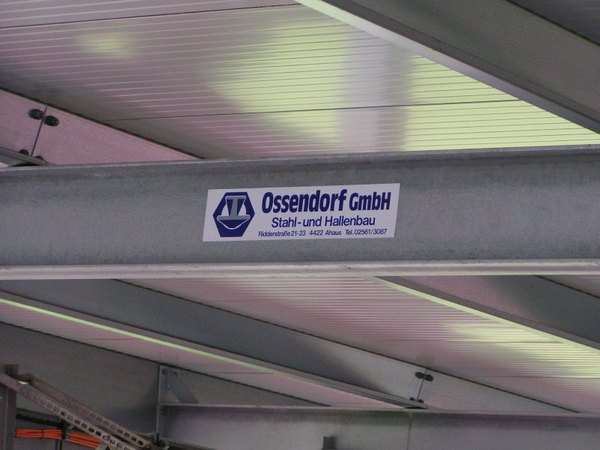 Ossendorf GmbH
Stahl- und Hallenbau
Ridderstraße 21-23 4422 Ahaus Tel. 02561/3087